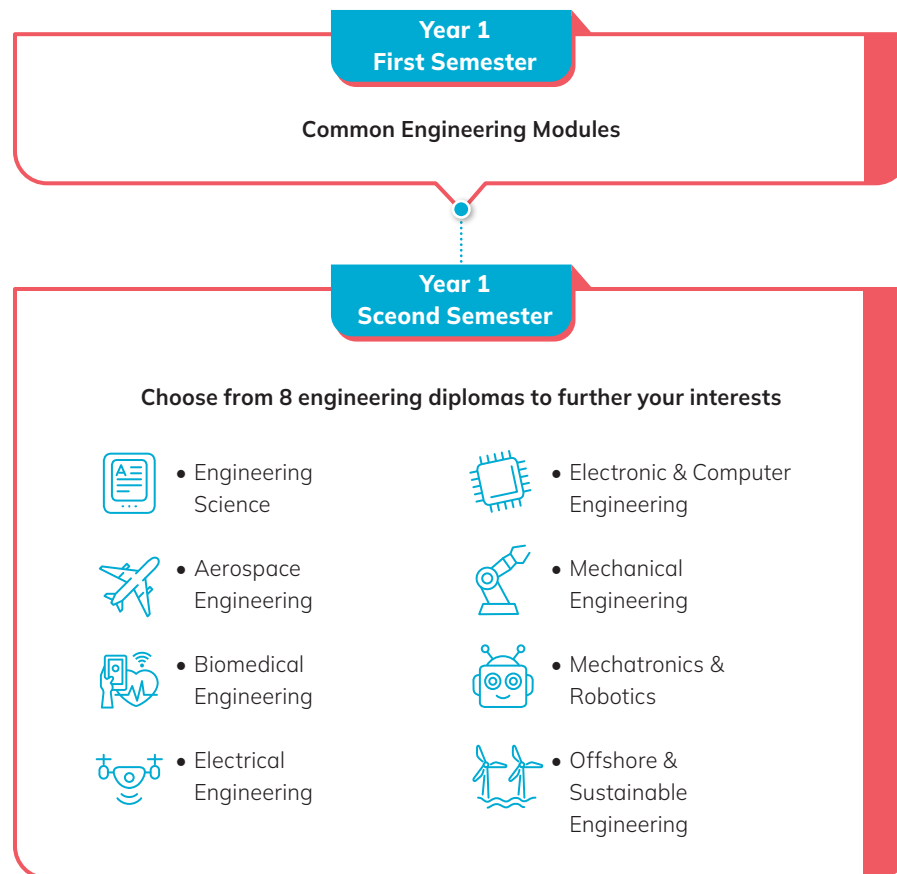 Year 1
First Semester
Common Engineering Modules
Year 1
Sceond Semester
Choose from 8 engineering diplomas to further your interests
• Engineering
Science
• Aerospace
Engineering
• Biomedical
Engineering
• Electrical
Engineering
• Electronic & Computer
Engineering
• Mechanical
Engineering
• Mechatronics &
Robotics
• Offshore &
Sustainable
Engineering